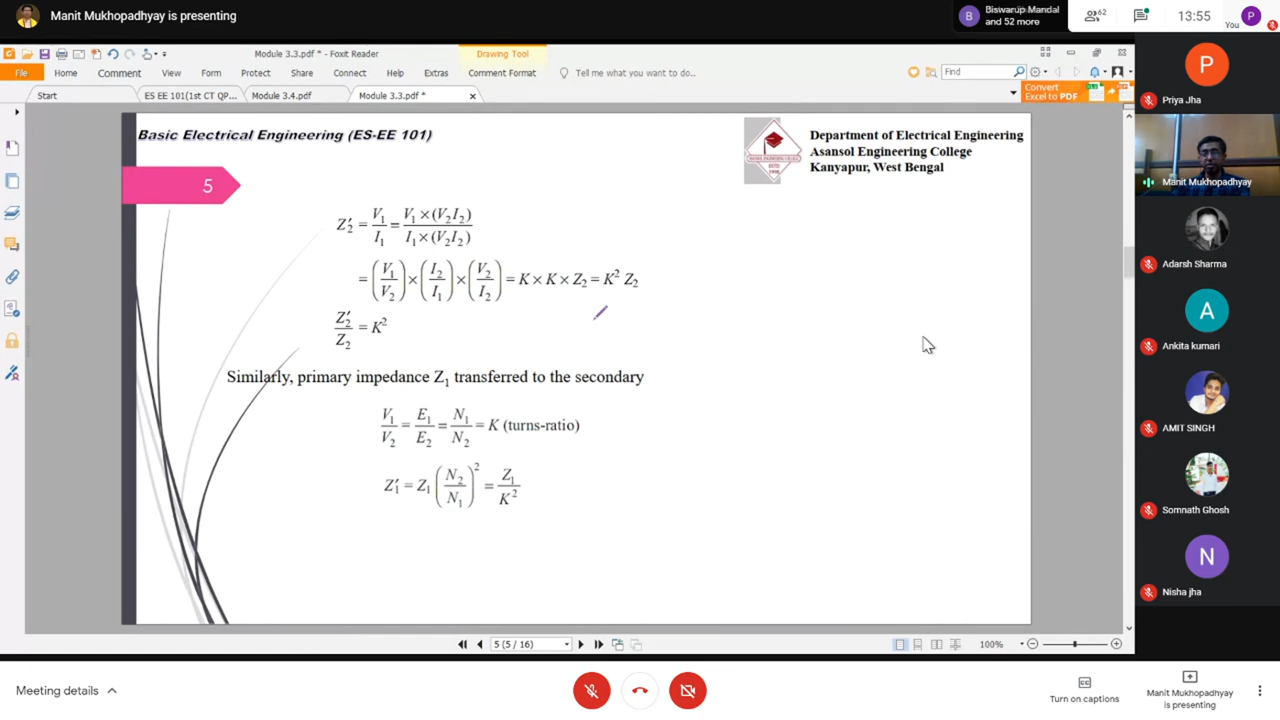 Manit Mukhopadhyay is presenting
B
Biswarup Mandal
and 52 more
62
13:55
You
P
Module 3.3.pdf * - Foxit Reader
Drawing Tool
File Home Comment View Form Protect Share Connect Help Extras Comment Format Tell me what you want to do.. Find
Start ES EE 101(1st CT QP... Module 3.4.pdf Module 3.3.pdf * Convert Excel to PDF
Basic Electrical Engineering (ES-EE 101)
Department of Electrical Engineering
Asansol Engineering College
Kanyapur, West Bengal
5
Z₂′ = V₁/I₁ = V₁ × (V₂I₂) / I₁ × (V₂I₂)
= (V₁/V₂) × (I₂/I₁) × (V₂/I₂) = K × K × Z₂ = K² Z₂
Z₂′/Z₂ = K²
Similarly, primary impedance Z₁ transferred to the secondary
V₁/V₂ = E₁/E₂ = N₁/N₂ = K (turns-ratio)
Z₁′ = Z₁ (N₂/N₁)² = Z₁/K²
5 (5 / 16)
100%
P
Priya Jha
Manit Mukhopadhyay
Adarsh Sharma
A
Ankita kumari
AMIT SINGH
Somnath Ghosh
N
Nisha jha
Meeting details
Turn on captions
Manit Mukhopadhyay
is presenting